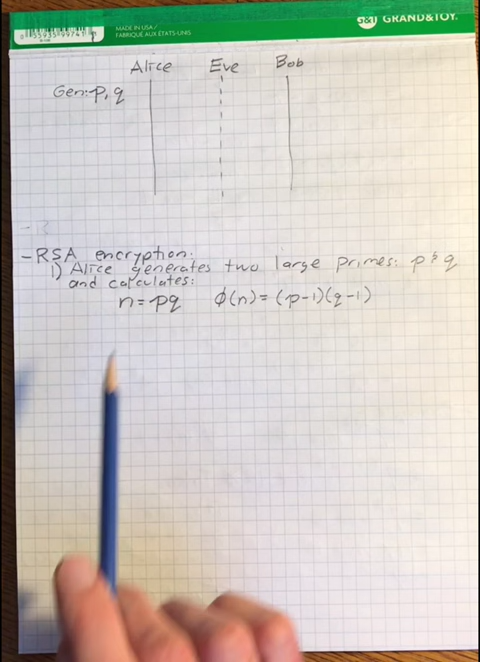 MADE IN USA /
FABRIQUÉ AUX ÉTATS-UNIS
G&T GRAND&TOY.
Alice Eve Bob
Gen: p, q
-RSA encryption:
1) Alice generates two large primes: p & q
and calculates:
n = pq φ(n) = (p-1)(q-1)